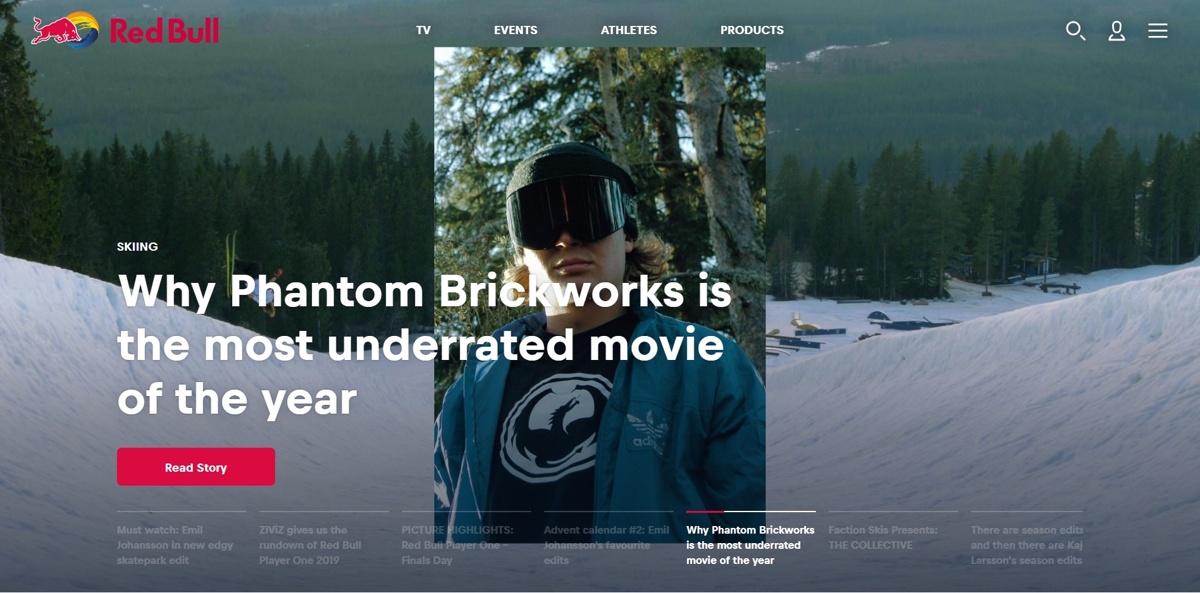 Red Bull
TV
EVENTS
ATHLETES
PRODUCTS
SKIING
Why Phantom Brickworks is
the most underrated movie
of the year
Read Story
Must watch: Emil
Johansson in new edgy
skatepark edit
ZiViZ gives us the
rundown of Red Bull
Player One 2019
PICTURE HIGHLIGHTS:
Red Bull Player One –
Finals Day
Advent calendar #2: Emil
Johansson's favourite
edits
Why Phantom Brickworks
is the most underrated
movie of the year
Faction Skis Presents:
THE COLLECTIVE
There are season edits
and then there are Kaj
Larsson's season edits